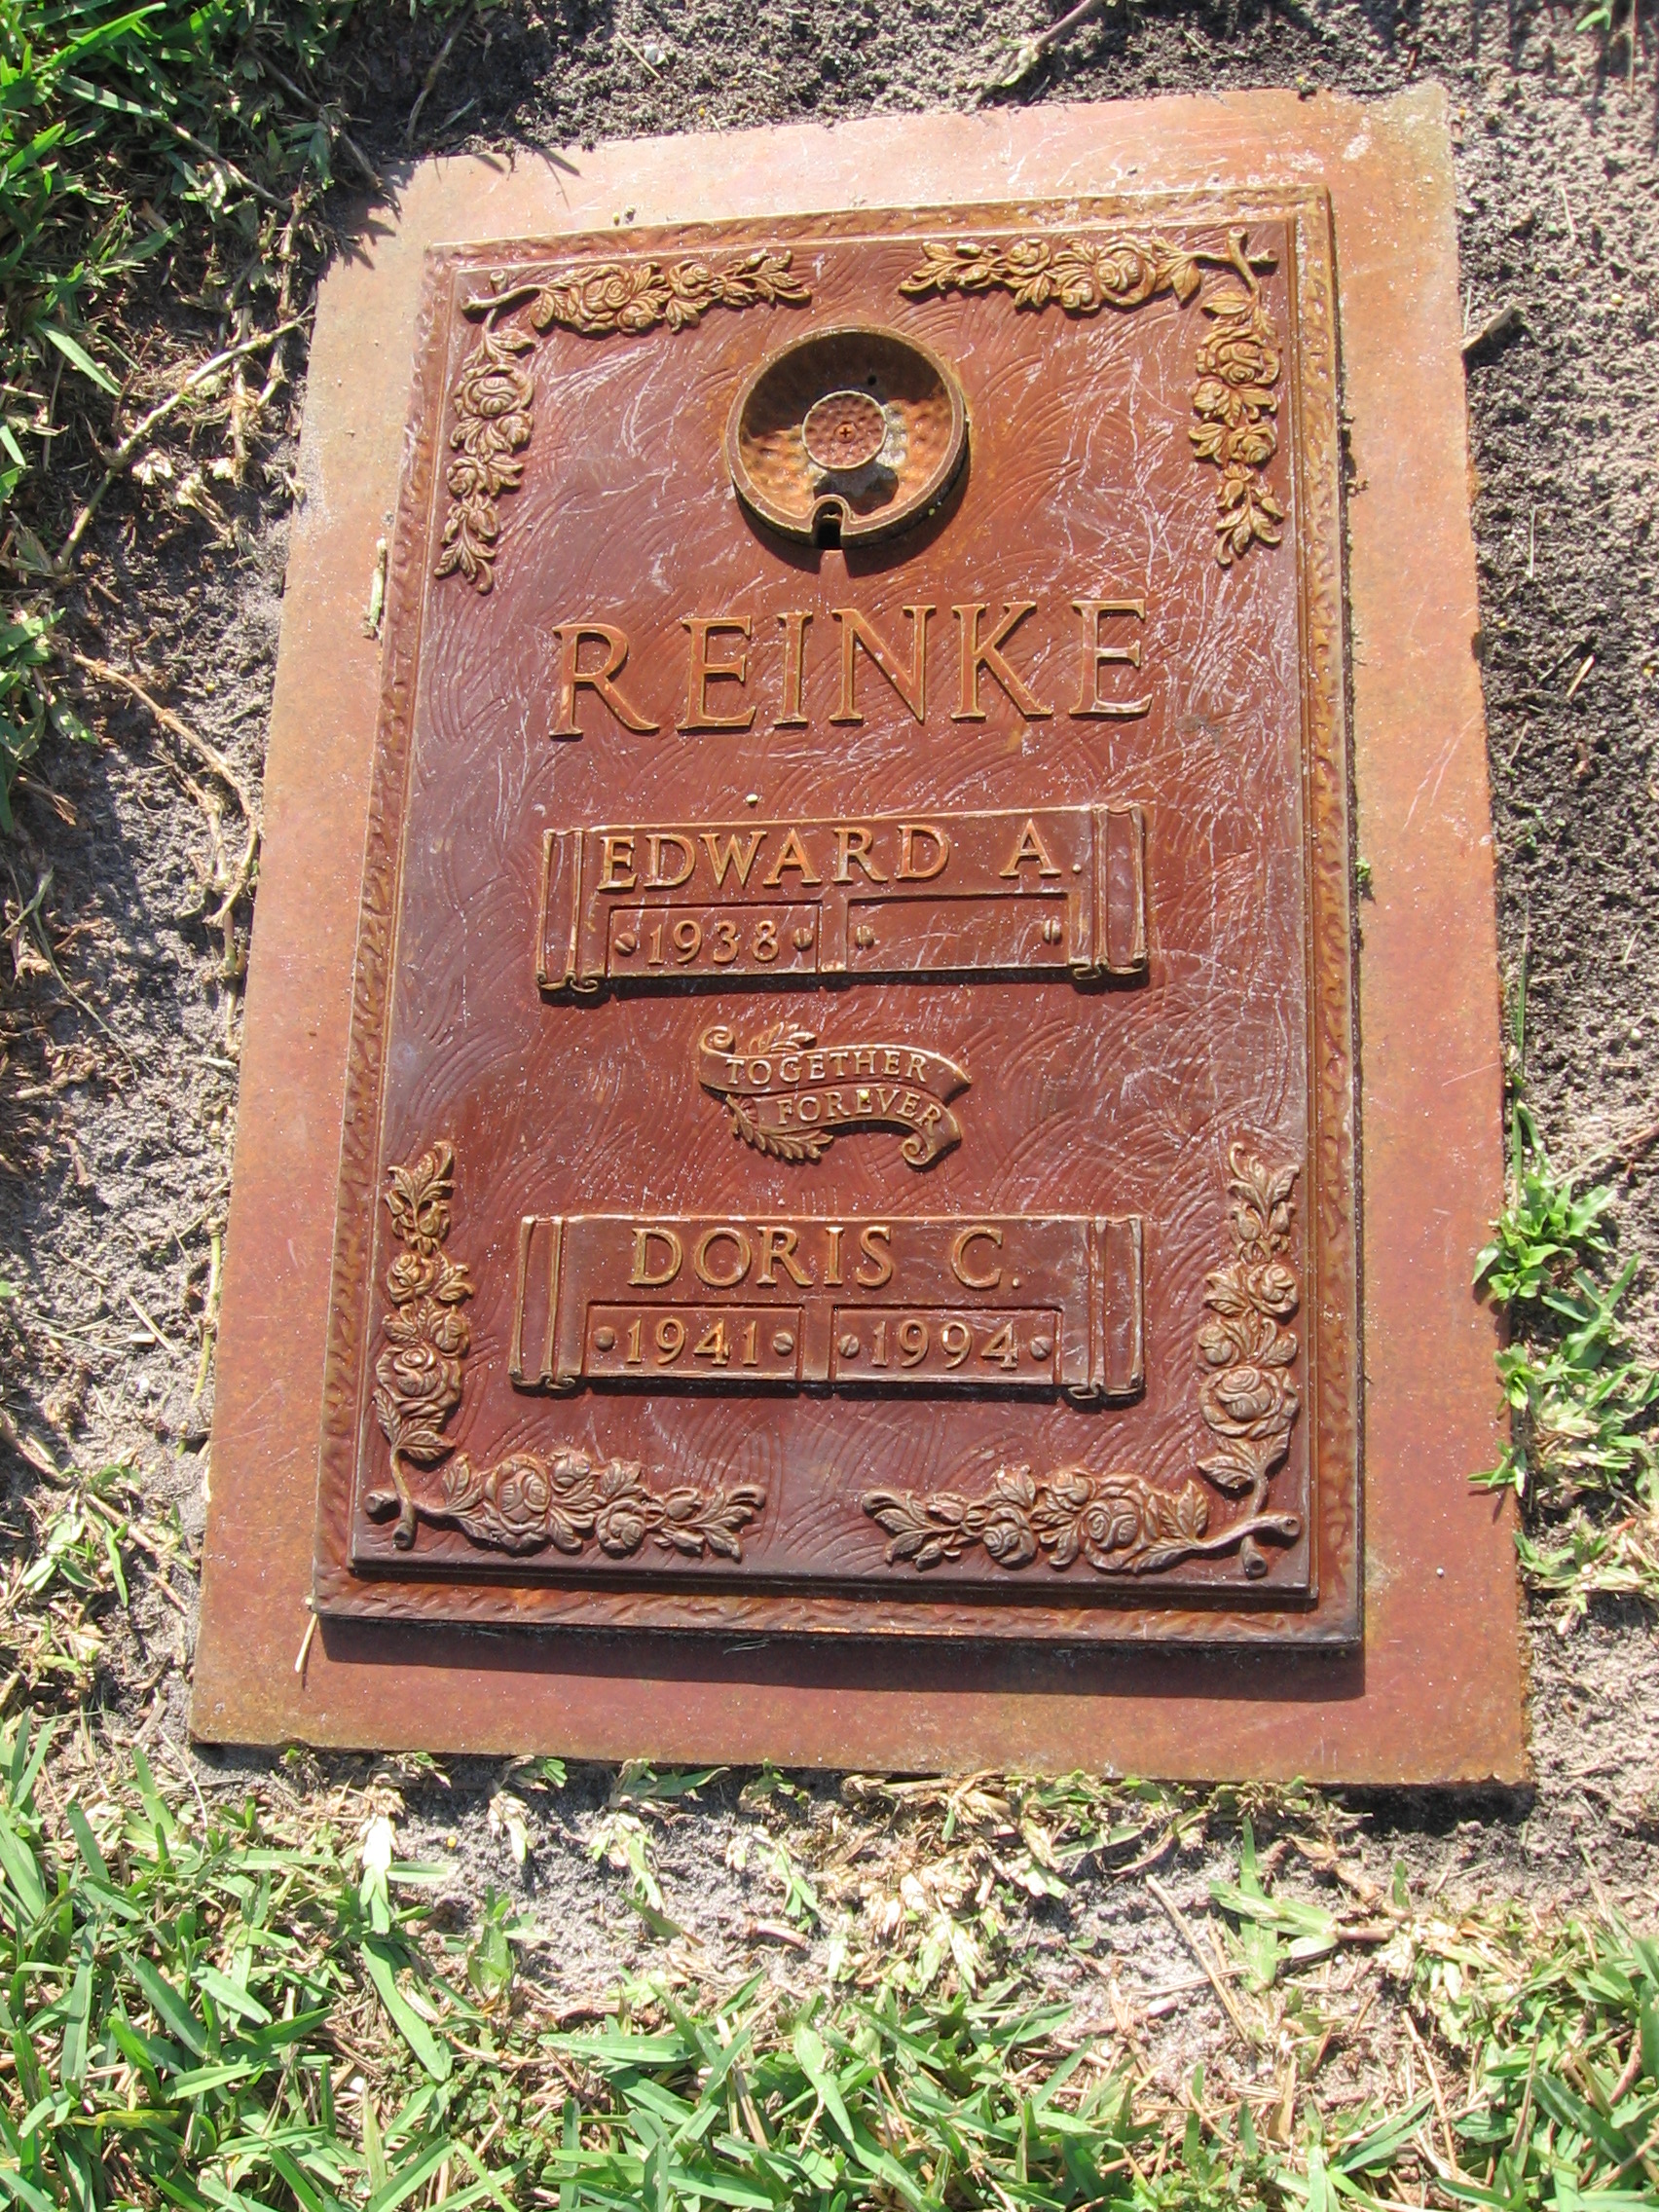 REINKE
EDWARD A.
1938
TOGETHER
FOREVER
DORIS C.
1941 1994